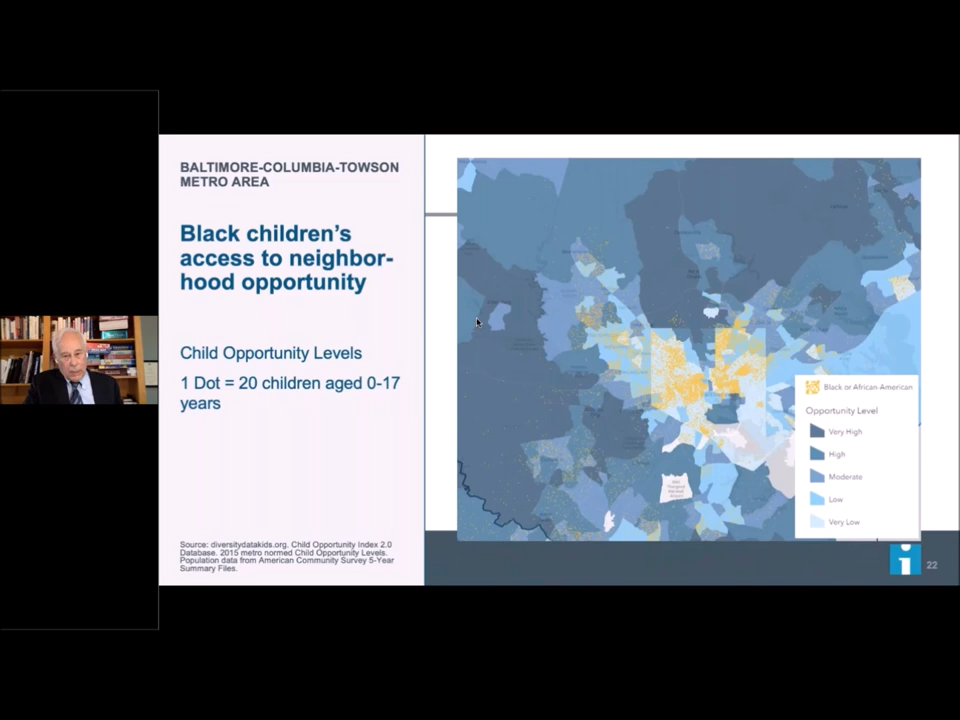 BALTIMORE-COLUMBIA-TOWSON
METRO AREA
Black children's
access to neighbor-
hood opportunity
Child Opportunity Levels
1 Dot = 20 children aged 0-17
years
Source: diversitydatakids.org. Child Opportunity Index 2.0
Database. 2015 metro normed Child Opportunity Levels.
Population data from American Community Survey 5-Year
Summary Files.
Black or African American
Opportunity Level
Very High
High
Moderate
Low
Very Low
i
22